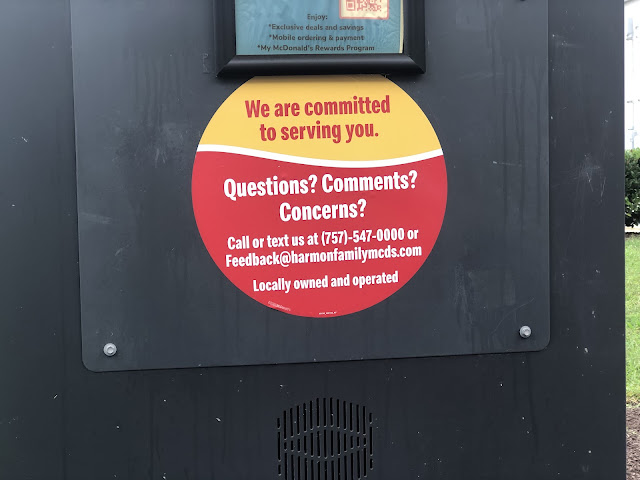 Enjoy:
*Exclusive deals and savings
*Mobile ordering & payment
*My McDonald's Rewards Program
We are committed
to serving you.
Questions? Comments?
Concerns?
Call or text us at (757)-547-0000 or
Feedback@harmonfamilymcds.com
Locally owned and operated